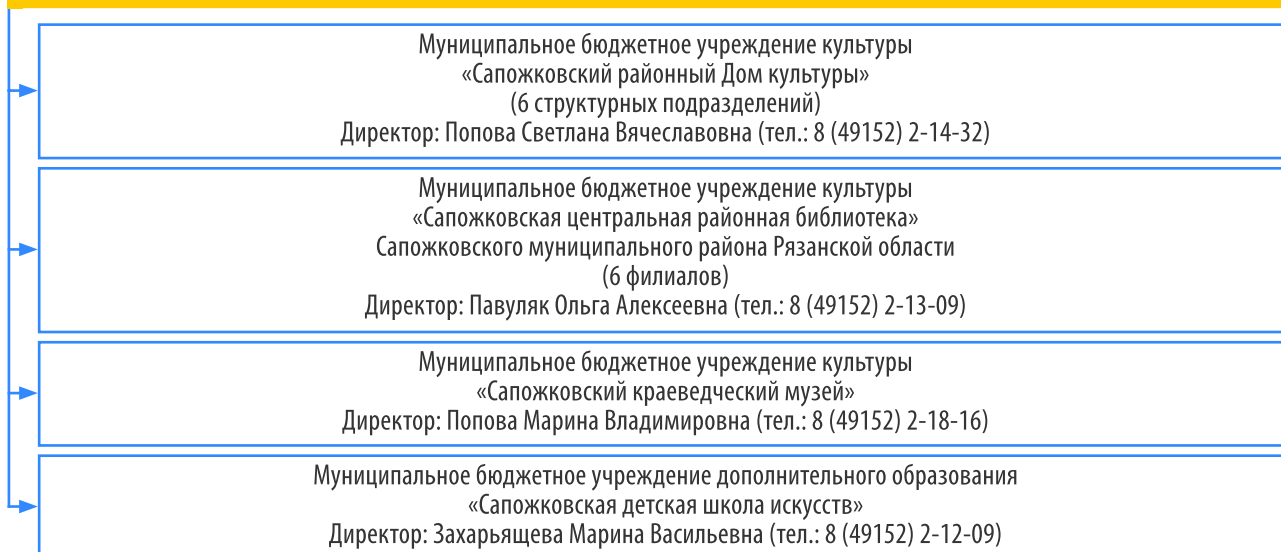 Муниципальное бюджетное учреждение культуры
«Сапожковский районный Дом культуры»
(6 структурных подразделений)
Директор: Попова Светлана Вячеславовна (тел.: 8 (49152) 2-14-32)
Муниципальное бюджетное учреждение культуры
«Сапожковская центральная районная библиотека»
Сапожковского муниципального района Рязанской области
(6 филиалов)
Директор: Павуляк Ольга Алексеевна (тел.: 8 (49152) 2-13-09)
Муниципальное бюджетное учреждение культуры
«Сапожковский краеведческий музей»
Директор: Попова Марина Владимировна (тел.: 8 (49152) 2-18-16)
Муниципальное бюджетное учреждение дополнительного образования
«Сапожковская детская школа искусств»
Директор: Захарьящева Марина Васильевна (тел.: 8 (49152) 2-12-09)